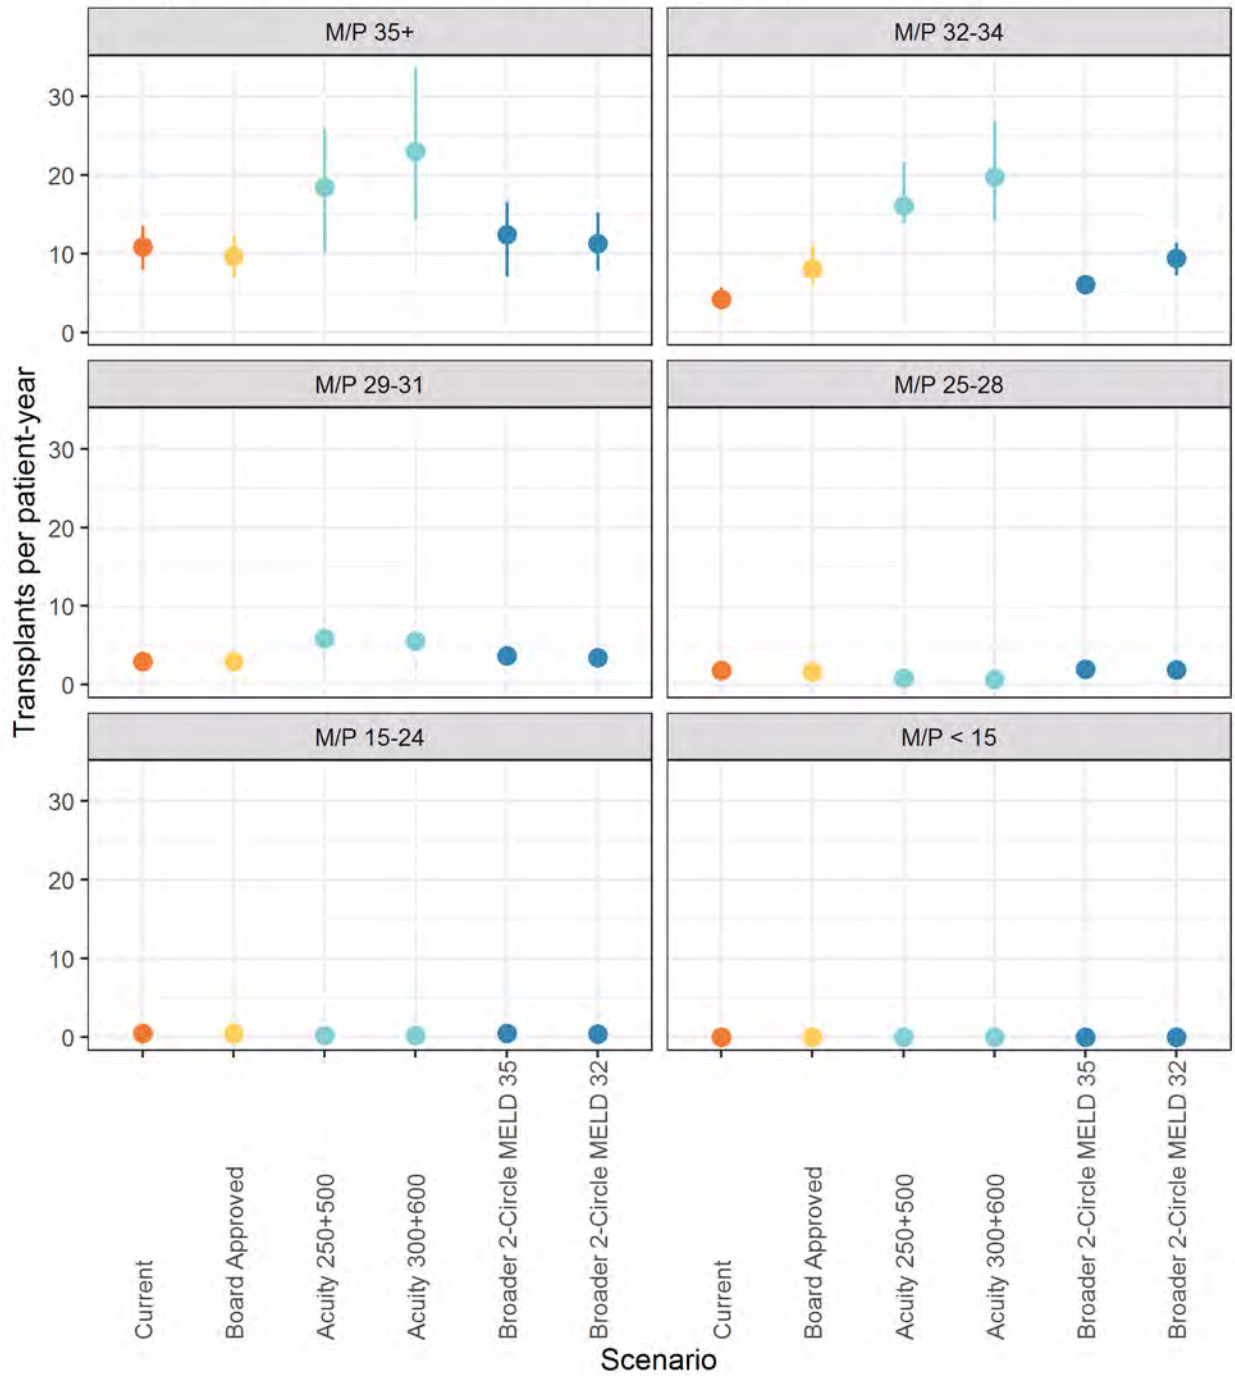 M/P 35+
M/P 32-34
30
20
10
0
M/P 29-31
M/P 25-28
30
20
10
0
M/P 15-24
M/P < 15
30
20
10
0
Transplants per patient-year
Current
Board Approved
Acuity 250+500
Acuity 300+600
Broader 2-Circle MELD 35
Broader 2-Circle MELD 32
Current
Board Approved
Acuity 250+500
Acuity 300+600
Broader 2-Circle MELD 35
Broader 2-Circle MELD 32
Scenario